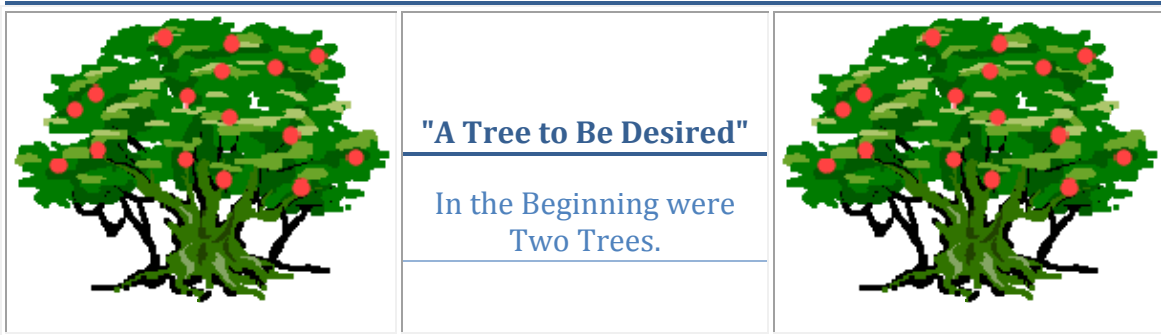 "A Tree to Be Desired"
In the Beginning were
Two Trees.